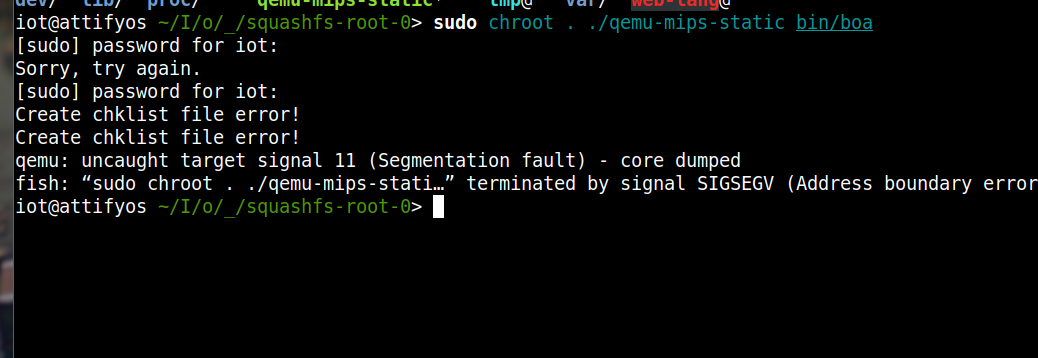 dev/ lib/ proc/ qemu-mips-static* tmp@ var/ web-lang@
iot@attifyos ~/I/o/_/squashfs-root-0> sudo chroot . ./qemu-mips-static bin/boa
[sudo] password for iot:
Sorry, try again.
[sudo] password for iot:
Create chklist file error!
Create chklist file error!
qemu: uncaught target signal 11 (Segmentation fault) - core dumped
fish: “sudo chroot . ./qemu-mips-stati…” terminated by signal SIGSEGV (Address boundary error
iot@attifyos ~/I/o/_/squashfs-root-0>